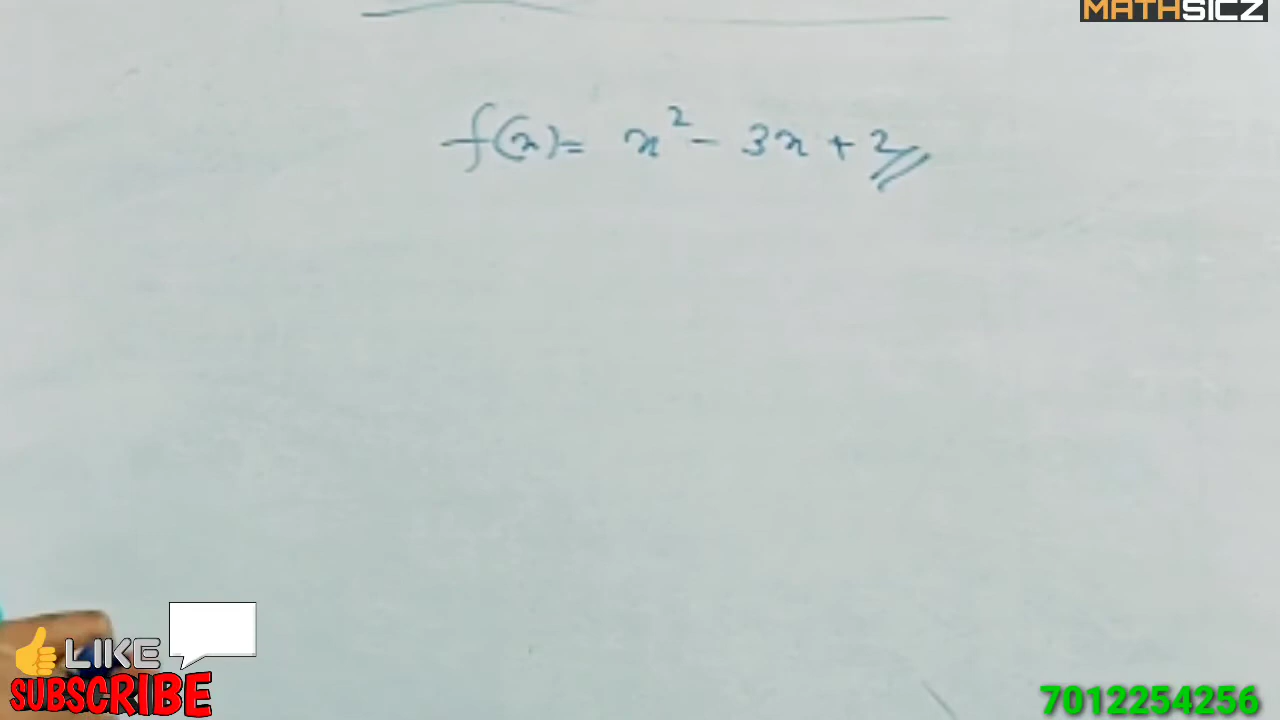 MATHSICZ
f(x)= x² - 3x + 2
LIKE
SUBSCRIBE
7012254256